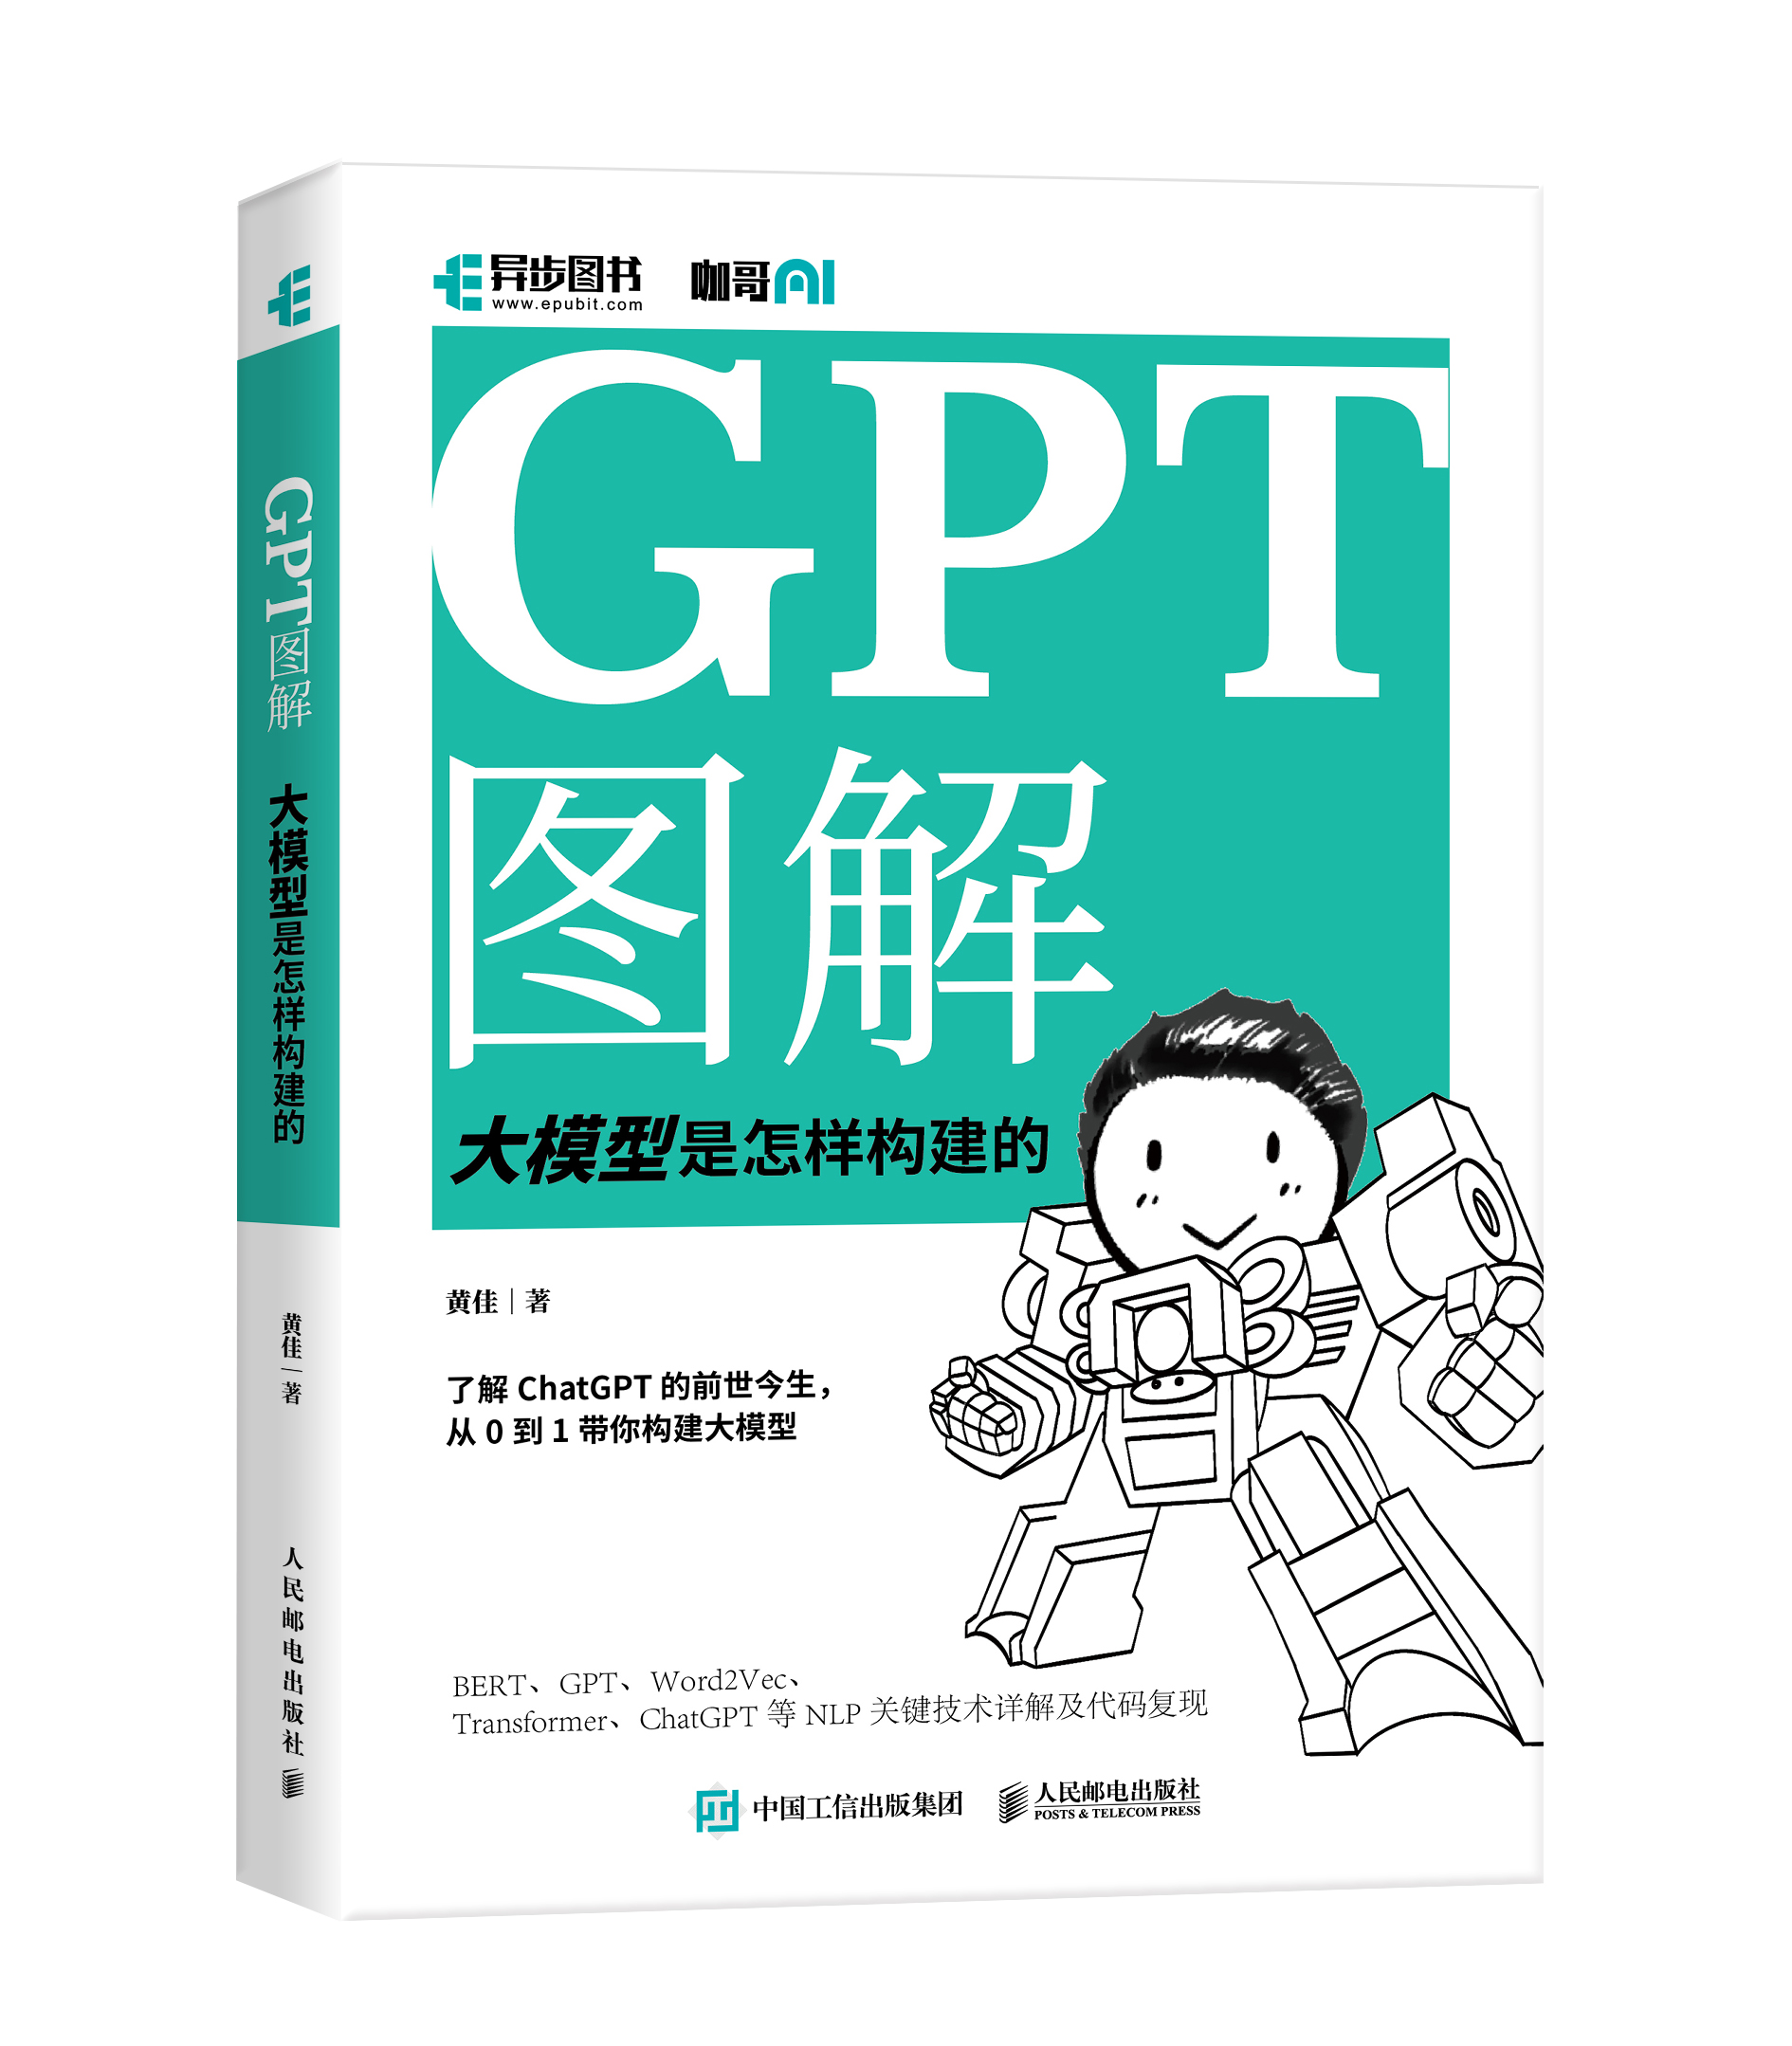 异步图书
www.epubit.com
咖哥AI
GPT
图解
大模型是怎样构建的
黄佳|著
了解 ChatGPT 的前世今生，
从 0 到 1 带你构建大模型
BERT、GPT、Word2Vec、
Transformer、ChatGPT 等 NLP 关键技术详解及代码复现
中国工信出版集团
人民邮电出版社
POSTS & TELECOM PRESS
GPT图解 大模型是怎样构建的
黄佳|著
人民邮电出版社